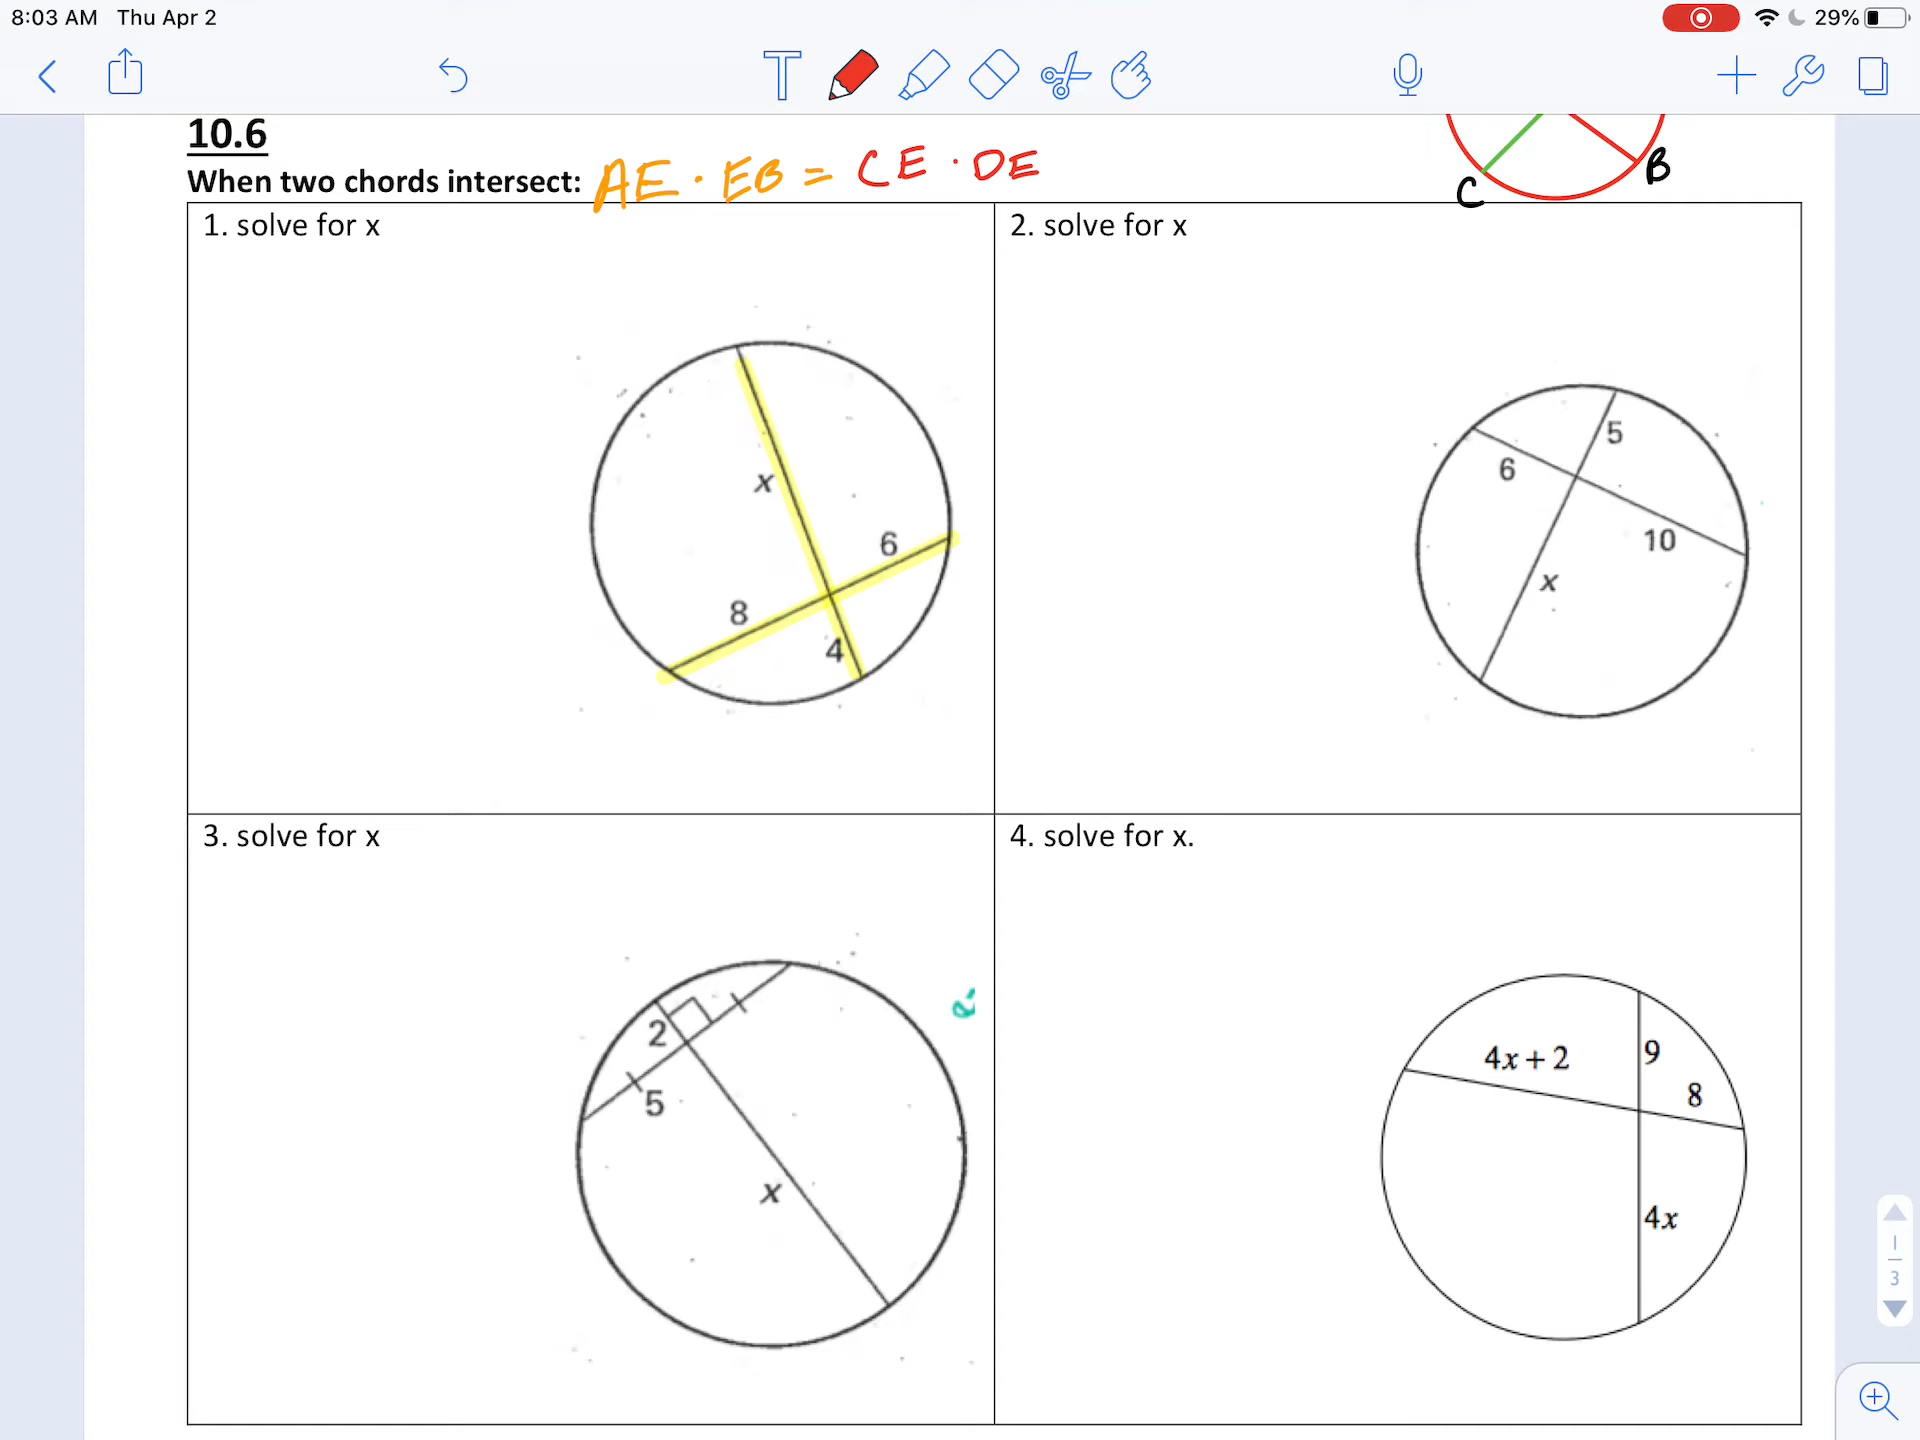 8:03 AM Thu Apr 2
29%
T
10.6
When two chords intersect: AE · EB = CE · DE
C
B
1. solve for x
x
6
8
4
2. solve for x
5
6
10
x
3. solve for x
2
5
x
4. solve for x.
4x + 2
9
8
4x
1
3